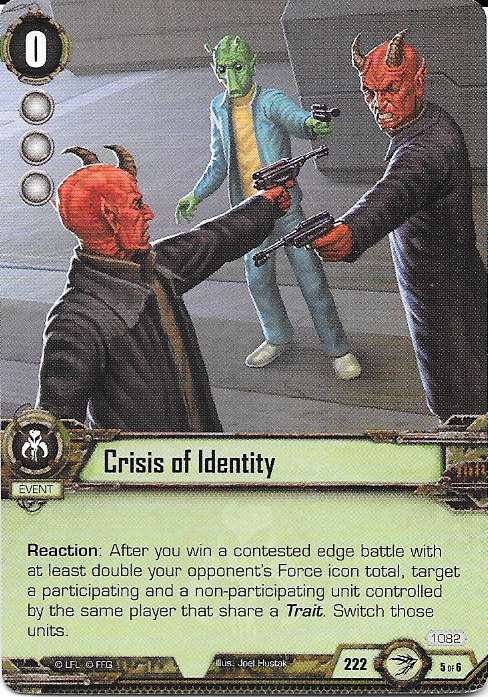 0
Crisis of Identity
EVENT
Reaction: After you win a contested edge battle with
at least double your opponent's Force icon total, target
a participating and a non-participating unit controlled
by the same player that share a Trait. Switch those
units.
1082
© LFL © FFG
Illus. Joel Hustak
222
5 OF 6